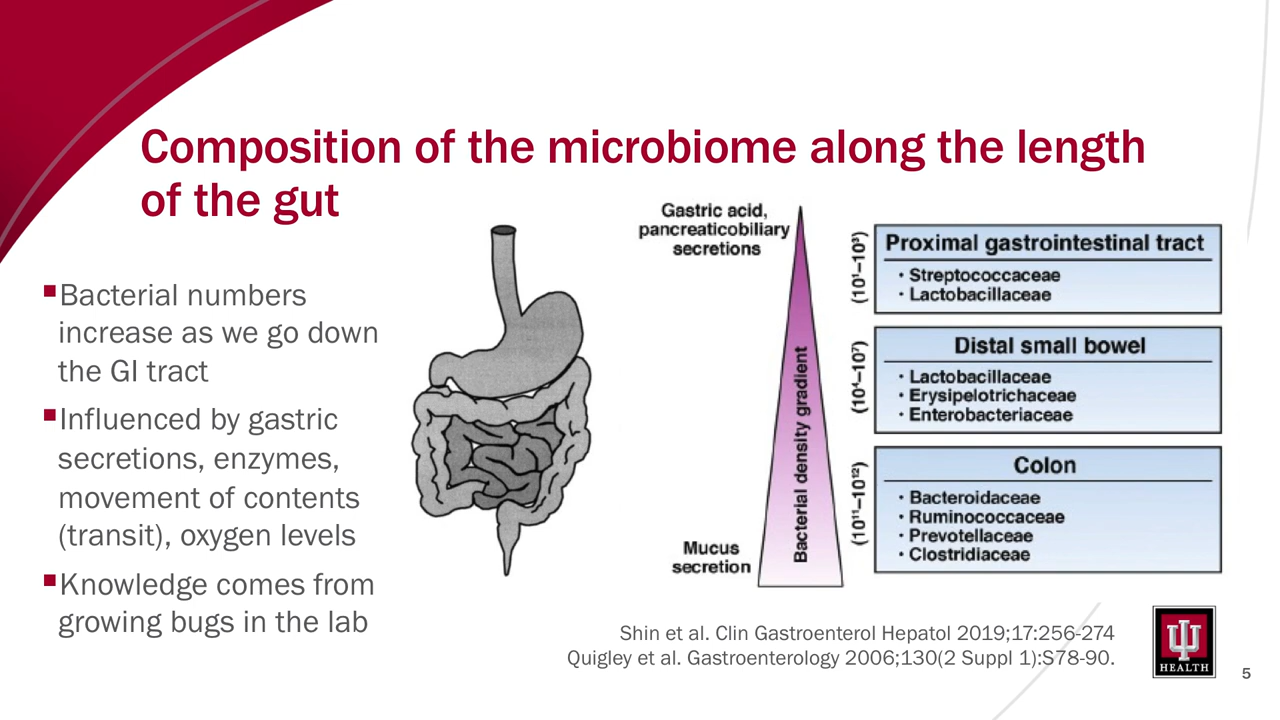 Composition of the microbiome along the length
of the gut
▪Bacterial numbers
increase as we go down
the GI tract
▪Influenced by gastric
secretions, enzymes,
movement of contents
(transit), oxygen levels
▪Knowledge comes from
growing bugs in the lab
Gastric acid,
pancreaticobiliary
secretions
Bacterial density gradient
Mucus
secretion
(10¹–10³)
Proximal gastrointestinal tract
• Streptococcaceae
• Lactobacillaceae
(10⁴–10⁷)
Distal small bowel
• Lactobacillaceae
• Erysipelotrichaceae
• Enterobacteriaceae
(10¹¹–10¹²)
Colon
• Bacteroidaceae
• Ruminococcaceae
• Prevotellaceae
• Clostridiaceae
Shin et al. Clin Gastroenterol Hepatol 2019;17:256-274
Quigley et al. Gastroenterology 2006;130(2 Suppl 1):S78-90.
HEALTH
5